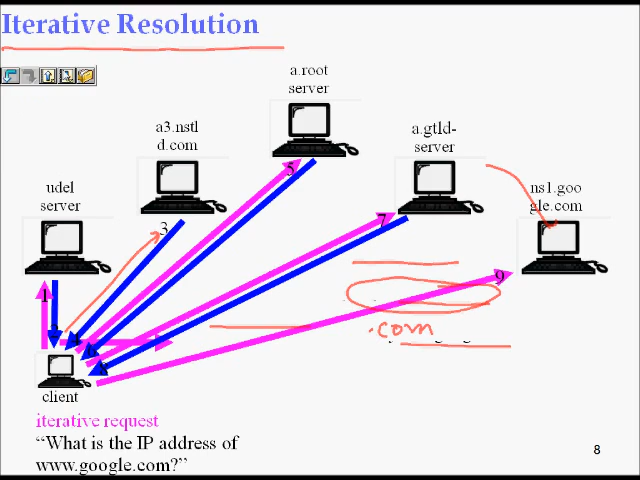 Iterative Resolution
a.root
server
a3.nstl
d.com
a.gtld-
server
udel
server
ns1.goo
gle.com
5
3
7
9
1
8
.com
client
iterative request
“What is the IP address of
www.google.com?”
8